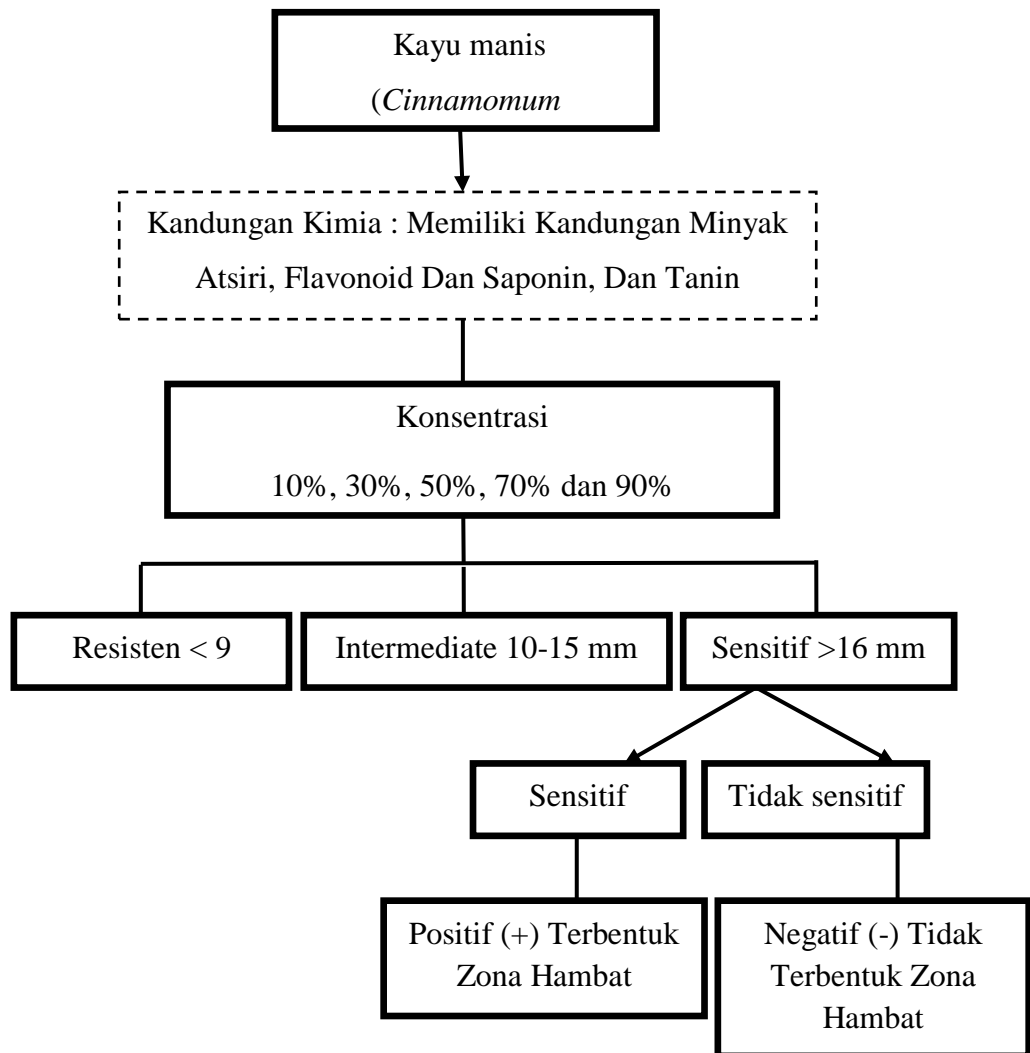 Kayu manis
(Cinnamomum
Kandungan Kimia : Memiliki Kandungan Minyak
Atsiri, Flavonoid Dan Saponin, Dan Tanin
Konsentrasi
10%, 30%, 50%, 70% dan 90%
Resisten < 9
Intermediate 10-15 mm
Sensitif >16 mm
Sensitif
Tidak sensitif
Positif (+) Terbentuk
Zona Hambat
Negatif (-) Tidak
Terbentuk Zona
Hambat